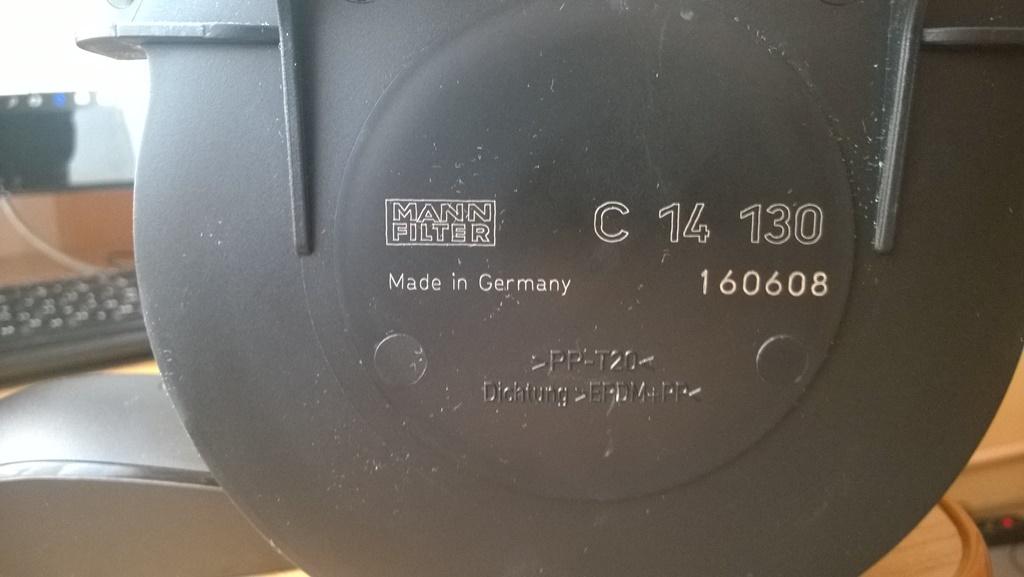 MANN
FILTER
C 14 130
Made in Germany
160608
>PP-T20<
Dichtung >EPDM+PP<